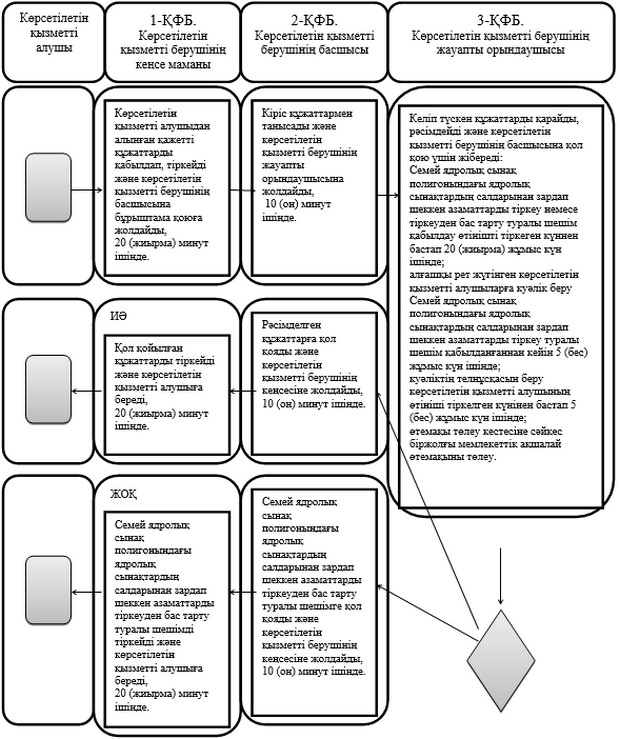 Көрсетілетін
қызметті
алушы
1-ҚФБ.
Көрсетілетін
қызметті берушінің
кеңсе маманы
2-ҚФБ.
Көрсетілетін қызметті
берушінің басшысы
3-ҚФБ.
Көрсетілетін қызметті берушінің
жауапты орындаушысы
Көрсетілетін
қызметті алушыдан
алынған қажетті
құжаттарды
қабылдап, тіркейді
және көрсетілетін
қызметті берушінің
басшысына
бұрыштама қоюға
жолдайды,
20 (жиырма) минут
ішінде.
Кіріс құжаттармен
танысады және
көрсетілетін
қызметті берушінің
жауапты
орындаушысына
жолдайды,
10 (он) минут
ішінде.
Келіп түскен құжаттарды қарайды,
рәсімдейді және көрсетілетін
қызметті берушінің басшысына қол
қою үшін жібереді:
Семей ядролық сынақ
полигонындағы ядролық
сынақтардың салдарынан зардап
шеккен азаматтарды тіркеу немесе
тіркеуден бас тарту туралы шешім
қабылдау өтінішті тіркеген күннен
бастап 20 (жиырма) жұмыс күн
ішінде;
алғашқы рет жүгінген көрсетілетін
қызметті алушыларға куәлік беру
Семей ядролық сынақ
полигонындағы ядролық
сынақтардың салдарынан зардап
шеккен азаматтарды тіркеу туралы
шешім қабылданғаннан кейін 5 (бес)
жұмыс күн ішінде;
куәліктің телнұсқасын беру
көрсетілетін қызметті алушының
өтініші тіркелген күнінен бастап 5
(бес) жұмыс күн ішінде;
өтемақы төлеу кестесіне сәйкес
біржолғы мемлекеттік ақшалай
өтемақыны төлеу.
ИӘ
Қол қойылған
құжаттарды тіркейді
және көрсетілетін
қызметті алушыға
береді,
20 (жиырма) минут
ішінде.
Рәсімделген
құжаттарға қол
қояды және
көрсетілетін
қызметті берушінің
кеңсесіне жолдайды,
10 (он) минут ішінде.
ЖОҚ
Семей ядролық
сынақ
полигонындағы
ядролық
сынақтардың
салдарынан зардап
шеккен азаматтарды
тіркеуден бас тарту
туралы шешімді
тіркейді және
көрсетілетін
қызметті алушыға
береді,
20 (жиырма) минут
ішінде.
Семей ядролық
сынақ
полигонындағы
ядролық
сынақтардың
салдарынан зардап
шеккен азаматтарды
тіркеуден бас тарту
туралы шешімге қол
қояды және
көрсетілетін
қызметті берушінің
кеңсесіне жолдайды,
10 (он) минут ішінде.